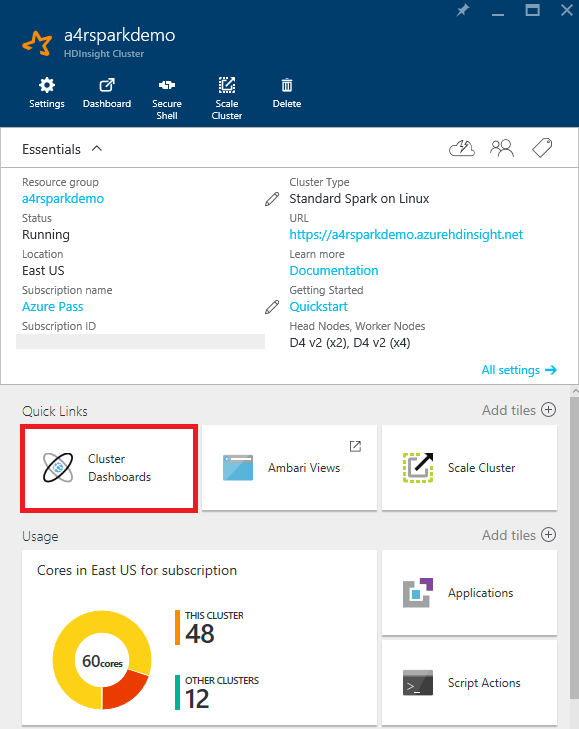 a4rsparkdemo
HDInsight Cluster
Settings
Dashboard
Secure
Shell
Scale
Cluster
Delete
Essentials
Resource group
a4rsparkdemo
Status
Running
Location
East US
Subscription name
Azure Pass
Subscription ID
Cluster Type
Standard Spark on Linux
URL
https://a4rsparkdemo.azurehdinsight.net
Learn more
Documentation
Getting Started
Quickstart
Head Nodes, Worker Nodes
D4 v2 (x2), D4 v2 (x4)
All settings
Quick Links
Add tiles
Cluster
Dashboards
Ambari Views
Scale Cluster
Usage
Add tiles
Cores in East US for subscription
60cores
THIS CLUSTER
48
OTHER CLUSTERS
12
Applications
Script Actions